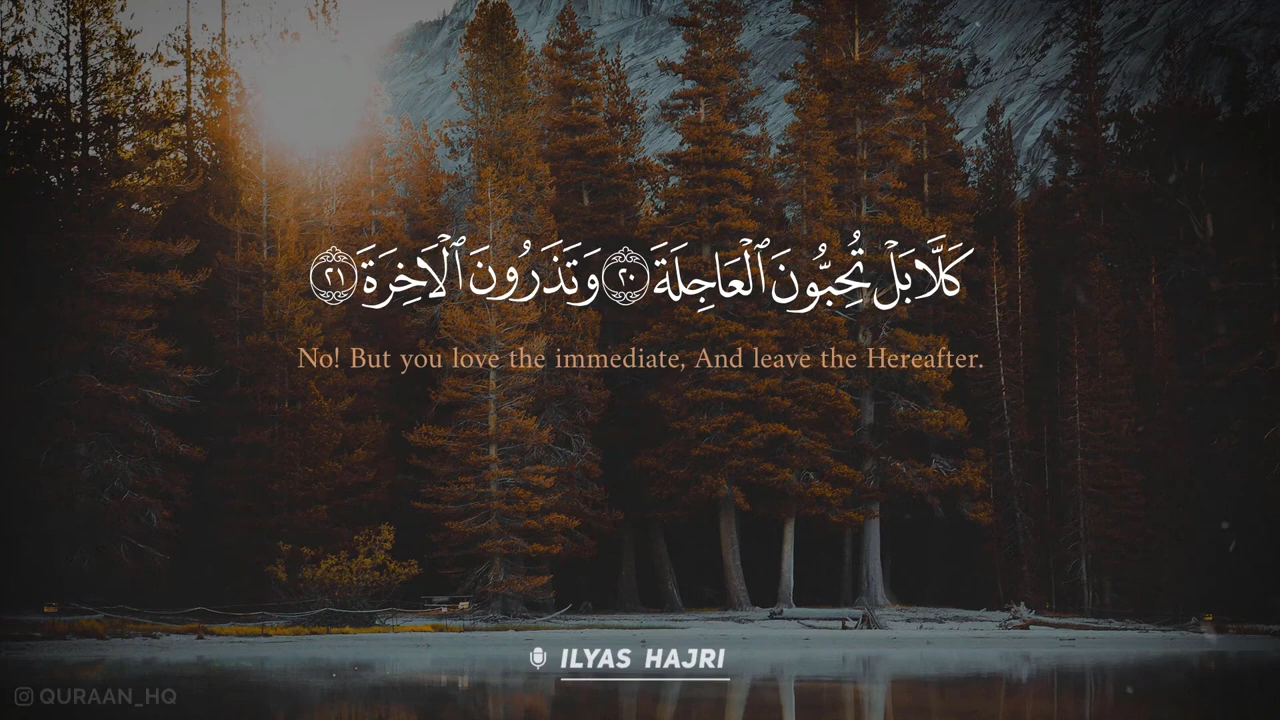 كَلَّا بَلْ تُحِبُّونَ ٱلْعَاجِلَةَ ٢٠ وَتَذَرُونَ ٱلْآخِرَةَ ٢١
No! But you love the immediate, And leave the Hereafter.
ILYAS HAJRI
QURAAN_HQ